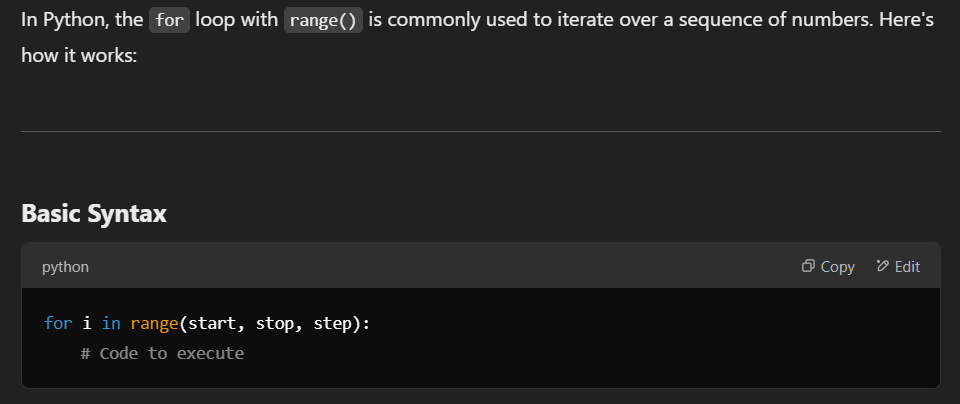 In Python, the for loop with range() is commonly used to iterate over a sequence of numbers. Here's
how it works:
Basic Syntax
python Copy Edit
for i in range(start, stop, step):
    # Code to execute